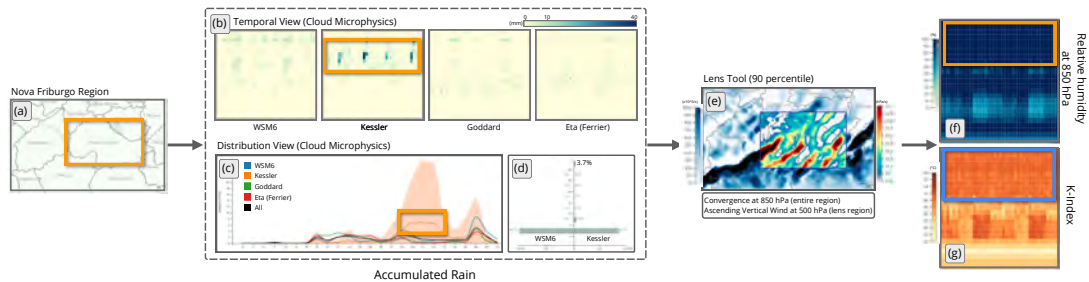 Nova Friburgo Region
(a)
(b) Temporal View (Cloud Microphysics)
(mm) 0 10 40
WSM6 Kessler Goddard Eta (Ferrier)
Distribution View (Cloud Microphysics)
(c)
WSM6
Kessler
Goddard
Eta (Ferrier)
All
(d)
3.7%
WSM6 Kessler
Accumulated Rain
Lens Tool (90 percentile)
(e)
Convergence at 850 hPa (entire region)
Ascending Vertical Wind at 500 hPa (lens region)
Relative humidity
at 850 hPa
(f)
K-Index
(g)